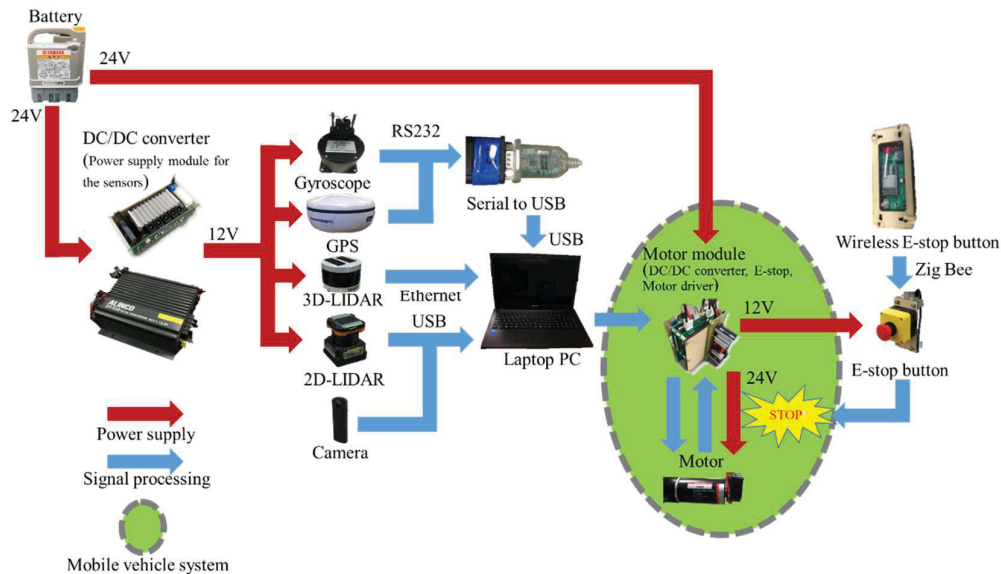 Battery
24V
24V
DC/DC converter
(Power supply module for
the sensors)
12V
ALINCO
Gyroscope
GPS
3D-LIDAR
2D-LIDAR
Camera
RS232
Serial to USB
USB
Ethernet
USB
Laptop PC
Motor module
(DC/DC converter, E-stop,
Motor driver)
12V
24V
STOP
Motor
Wireless E-stop button
Zig Bee
E-stop button
Power supply
Signal processing
Mobile vehicle system